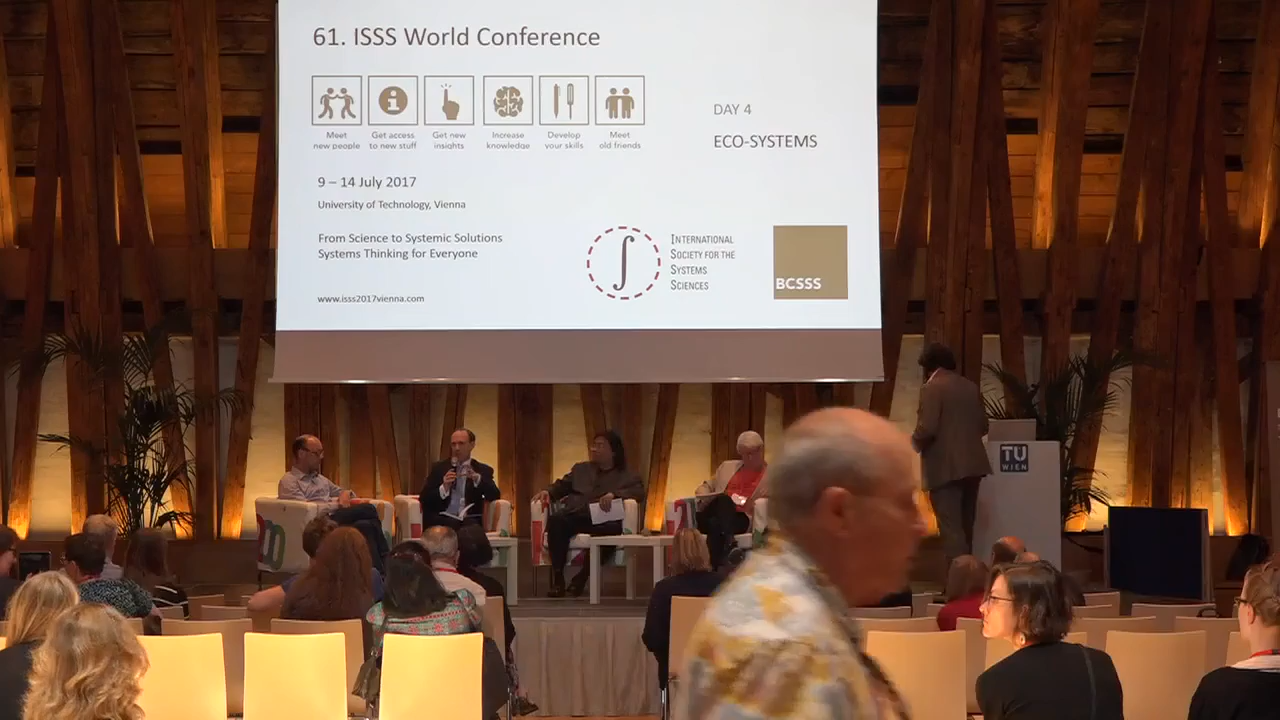 61. ISSS World Conference
Meet
new people
Get access
to new stuff
Get new
insights
Increase
knowledge
Develop
your skills
Meet
old friends
DAY 4
ECO-SYSTEMS
9 – 14 July 2017
University of Technology, Vienna
From Science to Systemic Solutions
Systems Thinking for Everyone
www.isss2017vienna.com
INTERNATIONAL
SOCIETY FOR THE
SYSTEMS
SCIENCES
BCSSS
TU
WIEN